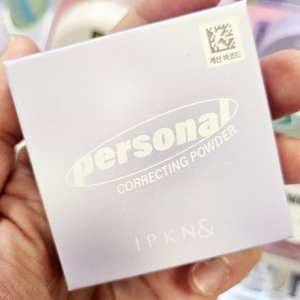 계산 바코드
personal
CORRECTING POWDER
IPKN&